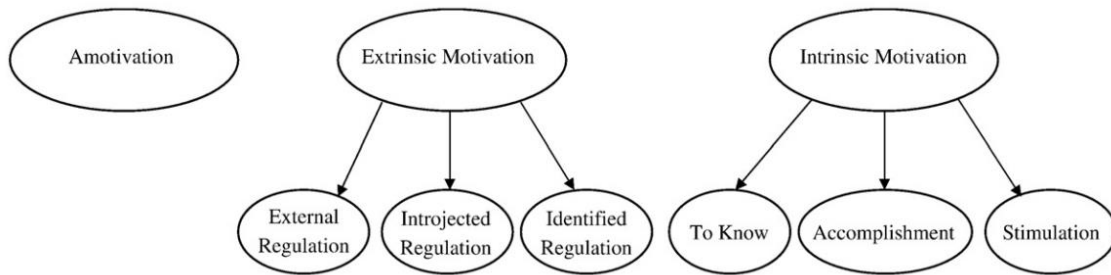 Amotivation
Extrinsic Motivation
Intrinsic Motivation
External
Regulation
Introjected
Regulation
Identified
Regulation
To Know
Accomplishment
Stimulation